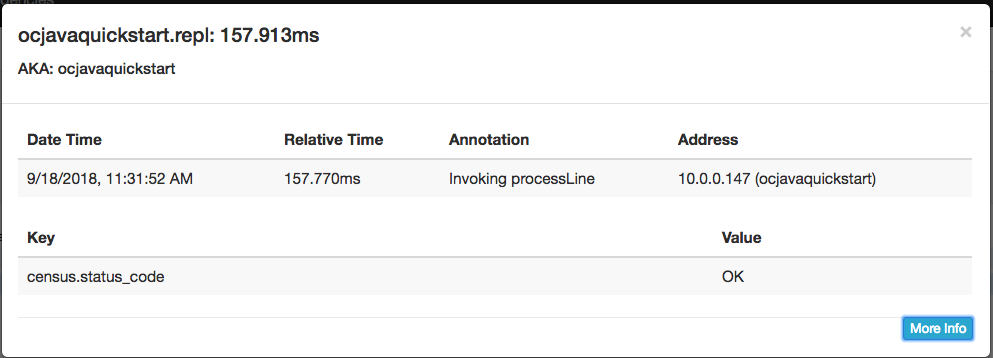 ocjavaquickstart.repl: 157.913ms
×
AKA: ocjavaquickstart
Date Time Relative Time Annotation Address
9/18/2018, 11:31:52 AM 157.770ms Invoking processLine 10.0.0.147 (ocjavaquickstart)
Key Value
census.status_code OK
More Info